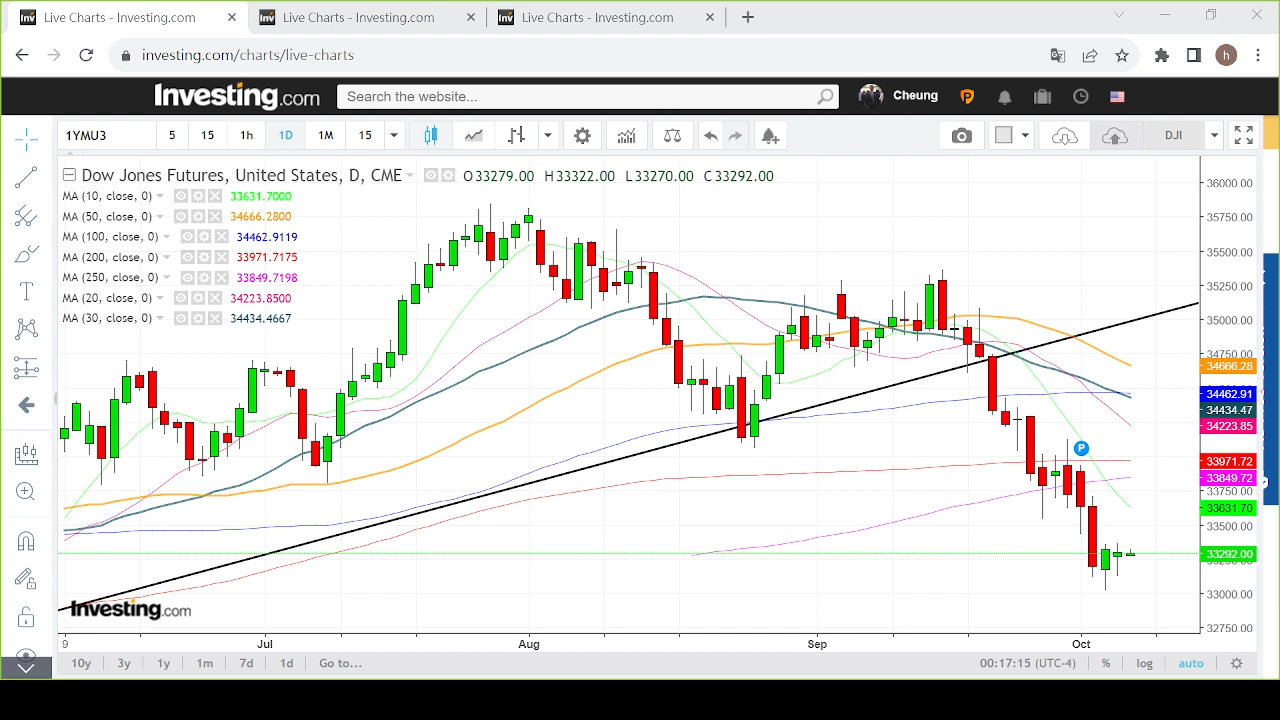 Live Charts - Investing.com
Live Charts - Investing.com
Live Charts - Investing.com
investing.com/charts/live-charts
h
Investing.com
Search the website...
Cheung
1YMU3
5
15
1h
1D
1M
15
DJI
Dow Jones Futures, United States, D, CME
O33279.00 H33322.00 L33270.00 C33292.00
MA (10, close, 0) 33631.7000
MA (50, close, 0) 34666.2800
MA (100, close, 0) 34462.9119
MA (200, close, 0) 33971.7175
MA (250, close, 0) 33849.7198
MA (20, close, 0) 34223.8500
MA (30, close, 0) 34434.4667
36000.00
35750.00
35500.00
35250.00
35000.00
34750.00
34666.28
34462.91
34434.47
34223.85
33971.72
33849.72
33750.00
33631.70
33500.00
33292.00
33250.00
33000.00
32750.00
P
Investing.com
9
Jul
Aug
Sep
Oct
10y
3y
1y
1m
7d
1d
Go to...
00:17:15 (UTC-4)
%
log
auto